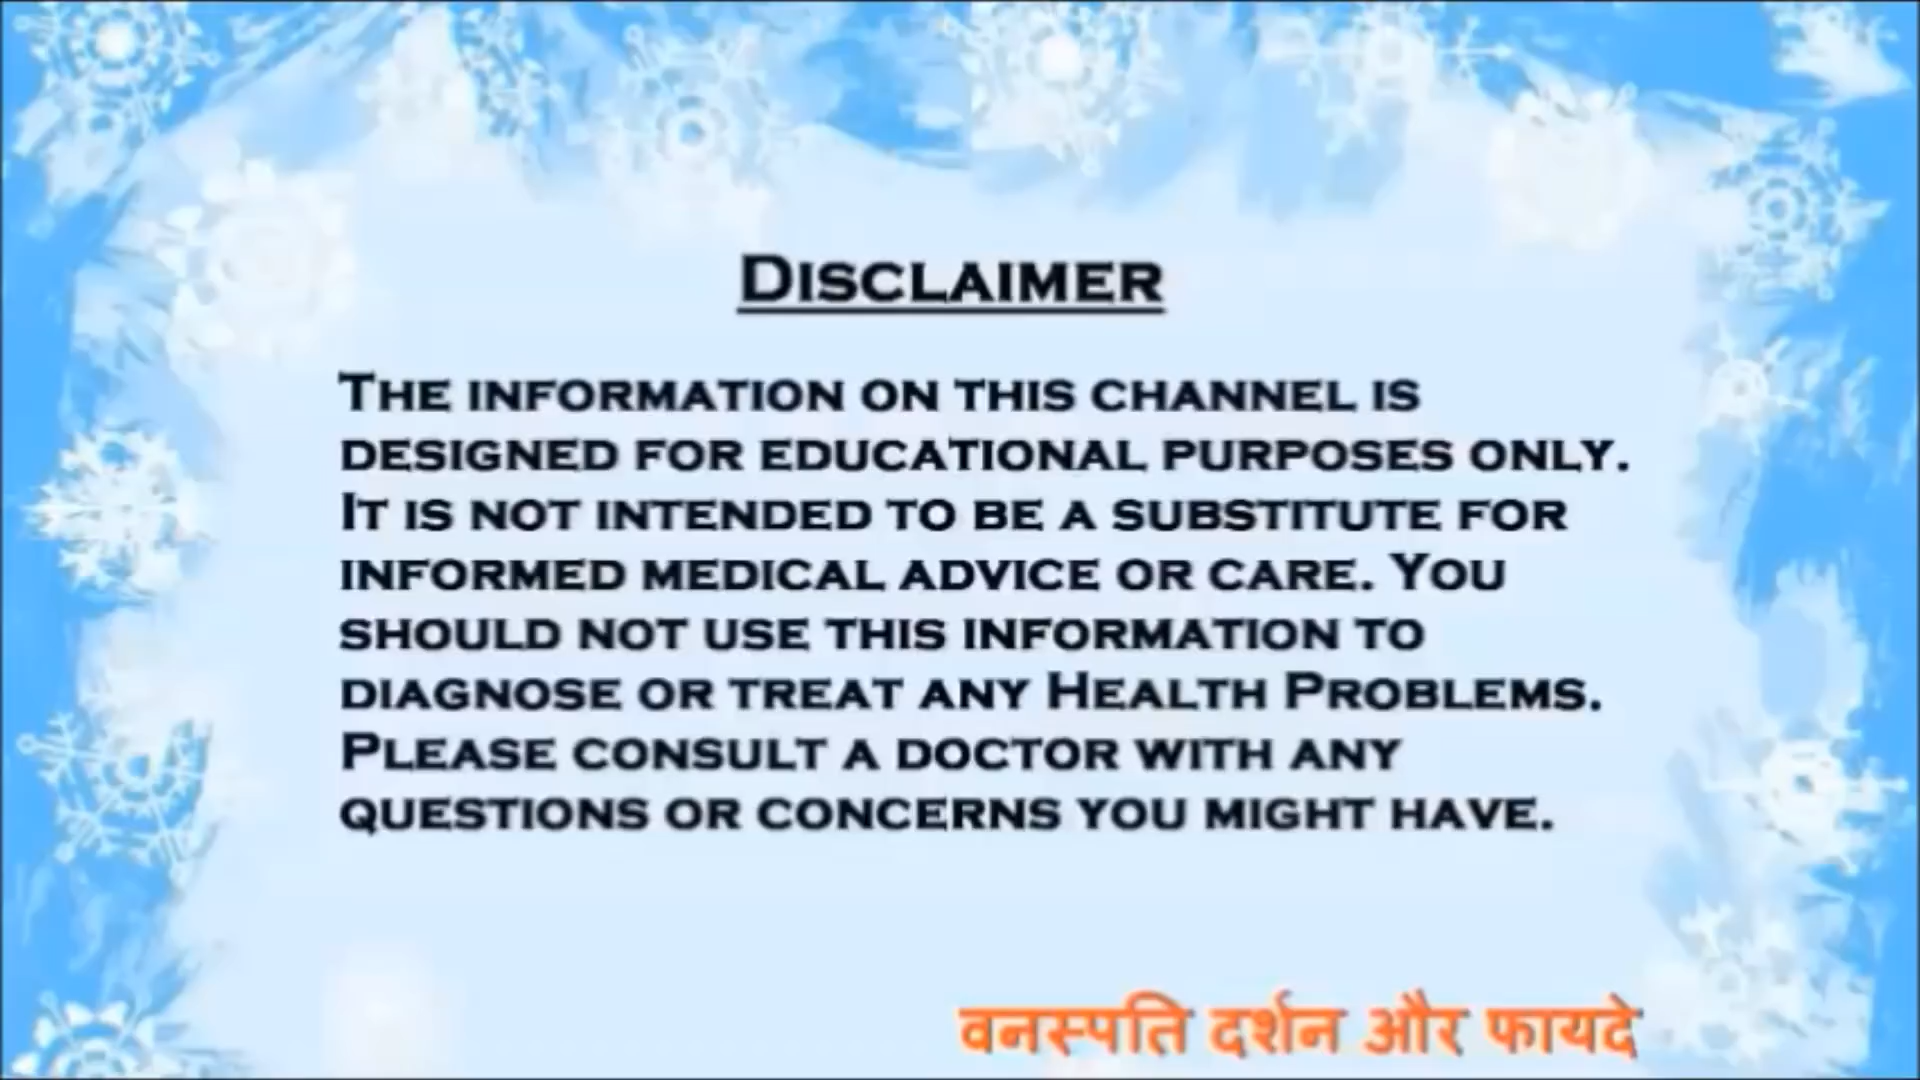 DISCLAIMER
THE INFORMATION ON THIS CHANNEL IS
DESIGNED FOR EDUCATIONAL PURPOSES ONLY.
IT IS NOT INTENDED TO BE A SUBSTITUTE FOR
INFORMED MEDICAL ADVICE OR CARE. YOU
SHOULD NOT USE THIS INFORMATION TO
DIAGNOSE OR TREAT ANY HEALTH PROBLEMS.
PLEASE CONSULT A DOCTOR WITH ANY
QUESTIONS OR CONCERNS YOU MIGHT HAVE.
वनस्पति दर्शन और फायदे